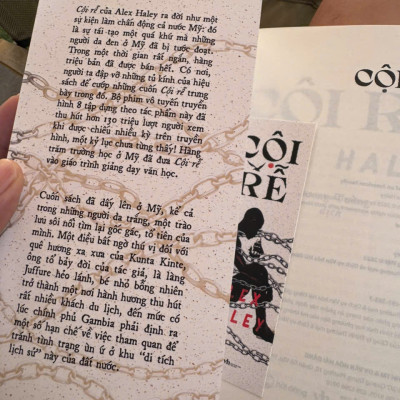 Cội rễ của Alex Haley ra đời như một
sự kiện làm chấn động cả nước Mỹ: đó
là sự tái tạo một quá khứ mà những
người da đen ở Mỹ đã bị tước đoạt.
Trong một thời gian rất ngắn, hàng
triệu bản đã được bán hết. Có nơi,
người ta đập vỡ những tủ kính của hiệu
sách để cướp những cuốn Cội rễ trưng
bày trong đó. Bộ phim vô tuyến truyền
hình 8 tập dựng theo tác phẩm này đã
thu hút hơn 130 triệu lượt người xem
khi được chiếu nhiều kỳ trên truyền
hình, một kỷ lục chưa từng thấy! Hàng
trăm trường học ở Mỹ đã đưa Cội rễ
vào giáo trình giảng dạy văn học.
Cuốn sách đã dấy lên ở Mỹ, kể cả
trong những người da trắng, một trào
lưu sôi nổi tìm lại gốc gác, tổ tiên của
mình. Một điều bất ngờ thú vị đối với
quê hương xa xưa của Kunta Kinte,
ông tổ bảy đời của tác giả, là làng
Juffure hẻo lánh, bé nhỏ bỗng nhiên
trở thành một nơi hành hương thu hút
rất nhiều khách du lịch, đến mức có
lúc chính phủ Gambia phải định ra
một số hạn chế về việc tham quan để
tránh tình trạng ùn ứ ở khu "di tích
lịch sử" này của đất nước.
CỘI
RỄ
EX
LEY
CỘI